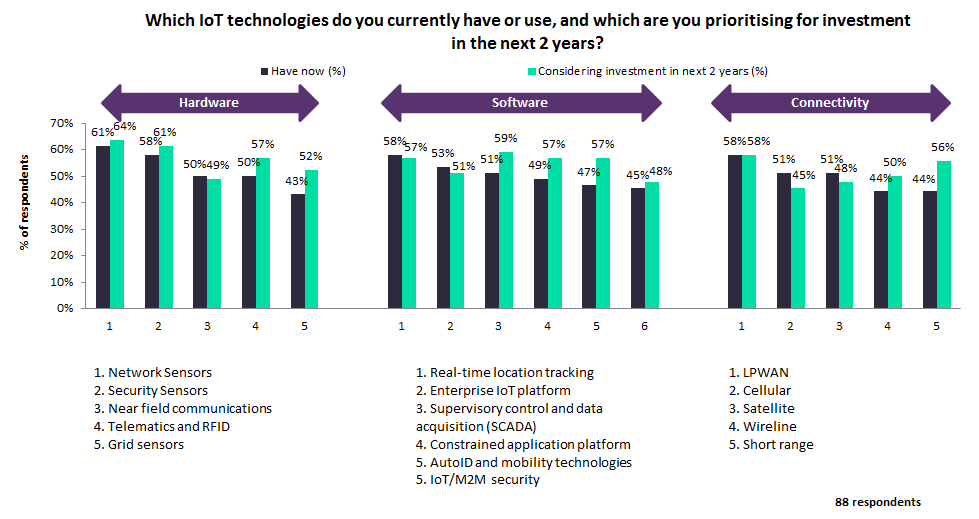 Which IoT technologies do you currently have or use, and which are you prioritising for investment
in the next 2 years?
Have now (%)
Considering investment in next 2 years (%)
Hardware
Software
Connectivity
% of respondents
70%
60%
50%
40%
30%
20%
10%
0%
61% 64% 58% 61% 50% 49% 50% 57% 43% 52%
58% 57% 53% 51% 51% 59% 49% 57% 47% 57% 45% 48%
58% 58% 51% 45% 51% 48% 44% 50% 44% 56%
1 2 3 4 5
1 2 3 4 5 6
1 2 3 4 5
1. Network Sensors
2. Security Sensors
3. Near field communications
4. Telematics and RFID
5. Grid sensors
1. Real-time location tracking
2. Enterprise IoT platform
3. Supervisory control and data
acquisition (SCADA)
4. Constrained application platform
5. AutoID and mobility technologies
5. IoT/M2M security
1. LPWAN
2. Cellular
3. Satellite
4. Wireline
5. Short range
88 respondents